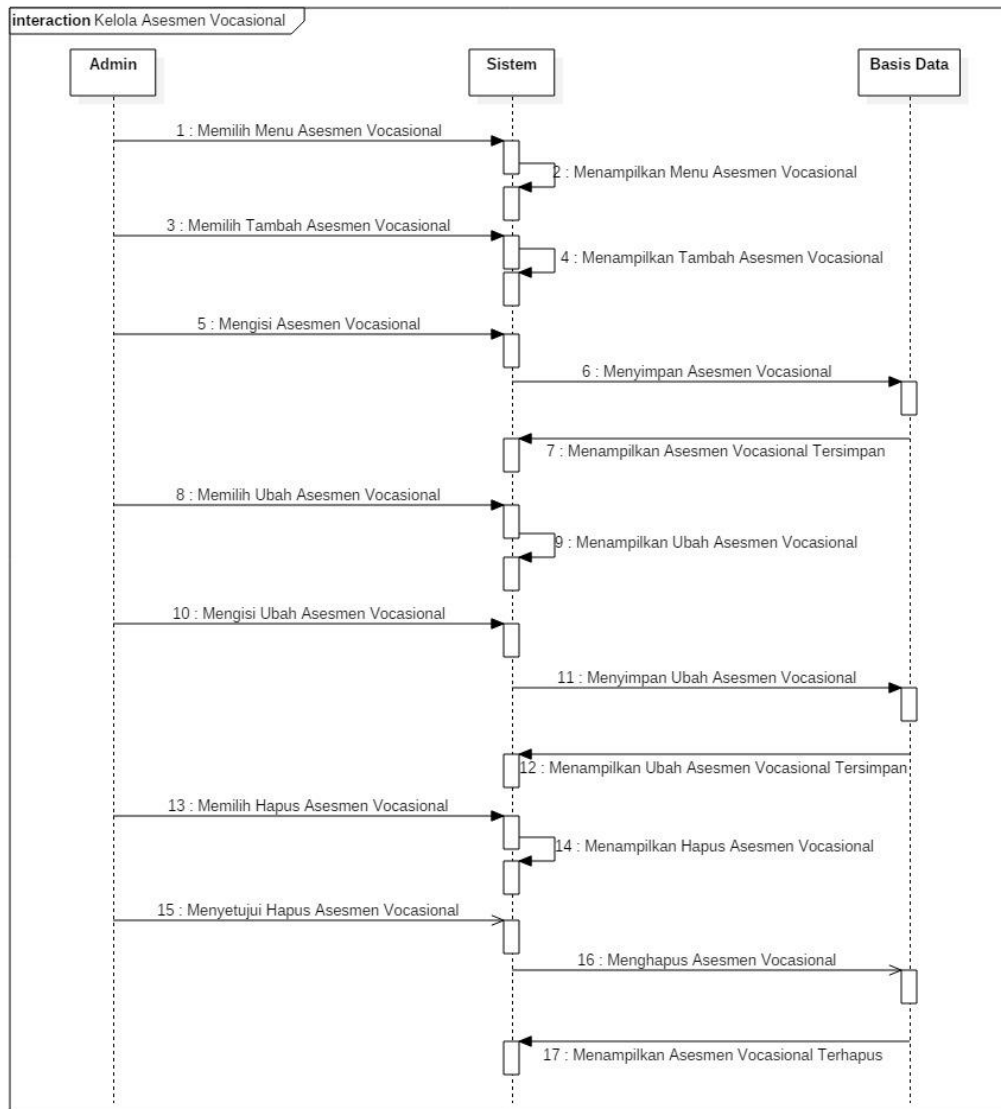 interaction Kelola Asesmen Vocasional
Admin
Sistem
Basis Data
1 : Memilih Menu Asesmen Vocasional
2 : Menampilkan Menu Asesmen Vocasional
3 : Memilih Tambah Asesmen Vocasional
4 : Menampilkan Tambah Asesmen Vocasional
5 : Mengisi Asesmen Vocasional
6 : Menyimpan Asesmen Vocasional
7 : Menampilkan Asesmen Vocasional Tersimpan
8 : Memilih Ubah Asesmen Vocasional
9 : Menampilkan Ubah Asesmen Vocasional
10 : Mengisi Ubah Asesmen Vocasional
11 : Menyimpan Ubah Asesmen Vocasional
12 : Menampilkan Ubah Asesmen Vocasional Tersimpan
13 : Memilih Hapus Asesmen Vocasional
14 : Menampilkan Hapus Asesmen Vocasional
15 : Menyetujui Hapus Asesmen Vocasional
16 : Menghapus Asesmen Vocasional
17 : Menampilkan Asesmen Vocasional Terhapus